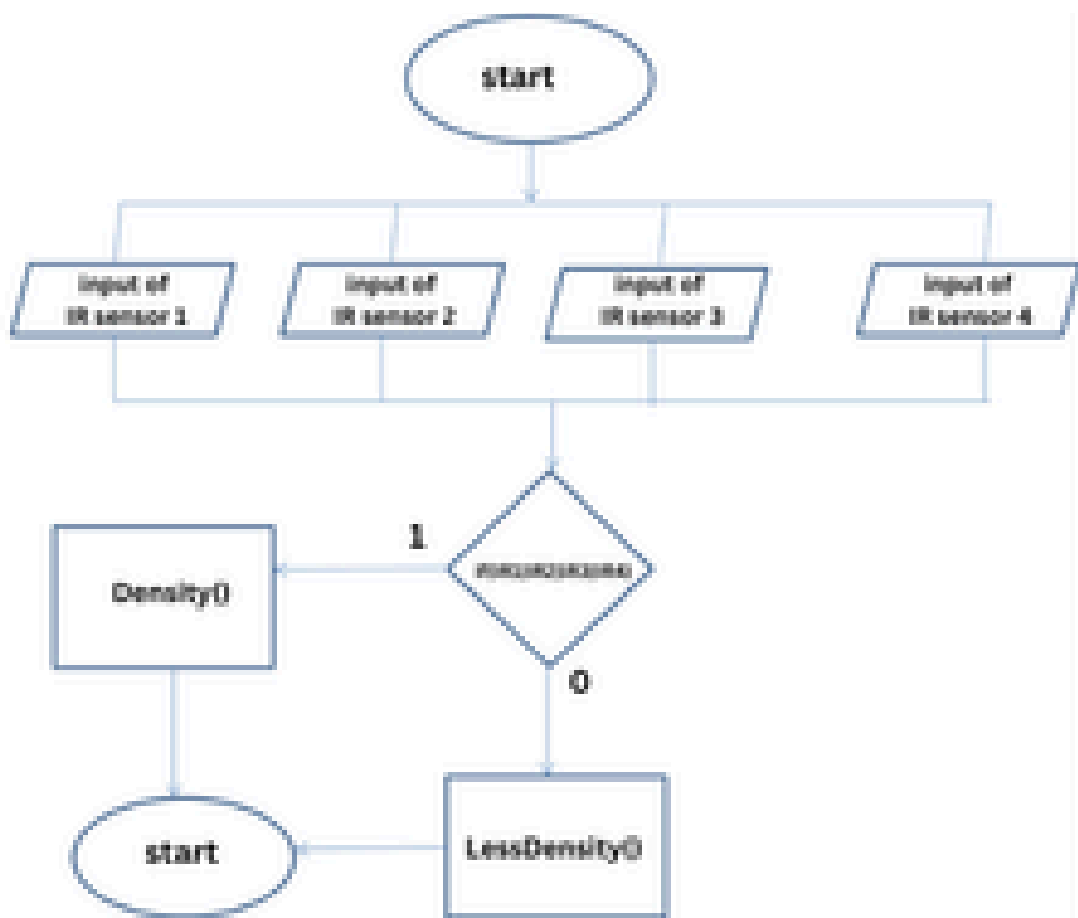 start
input of
IR sensor 1
input of
IR sensor 2
input of
IR sensor 3
input of
IR sensor 4
1
Density()
0
LessDensity()
start